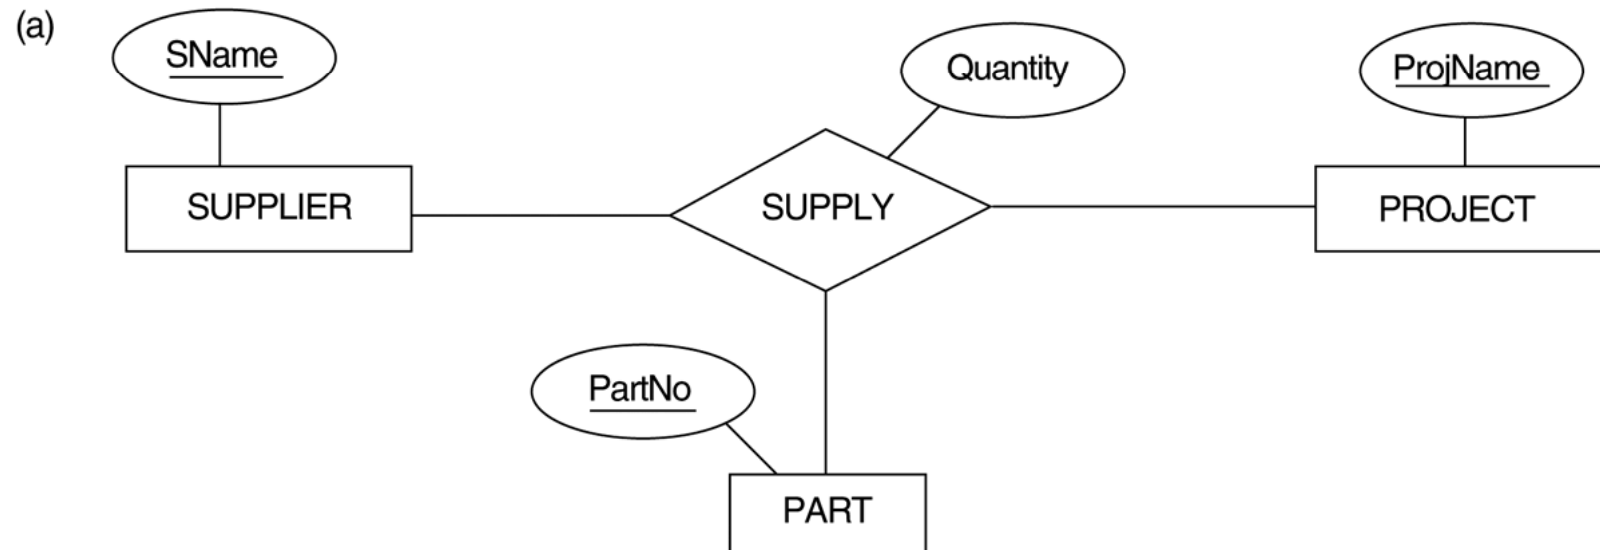 (a)
SName
Quantity
ProjName
SUPPLIER
SUPPLY
PROJECT
PartNo
PART